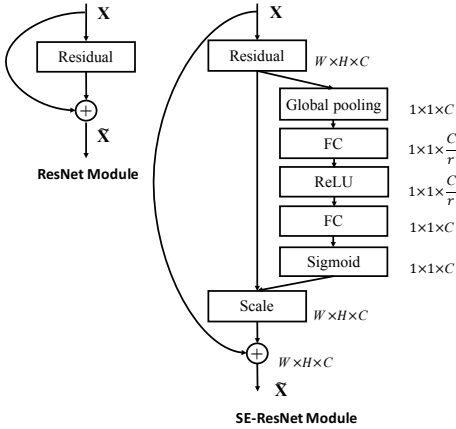 X
Residual
+
X̃
ResNet Module
X
Residual
W×H×C
Global pooling
1×1×C
FC
1×1×C/r
ReLU
1×1×C/r
FC
1×1×C
Sigmoid
1×1×C
Scale
W×H×C
+
W×H×C
X̃
SE-ResNet Module